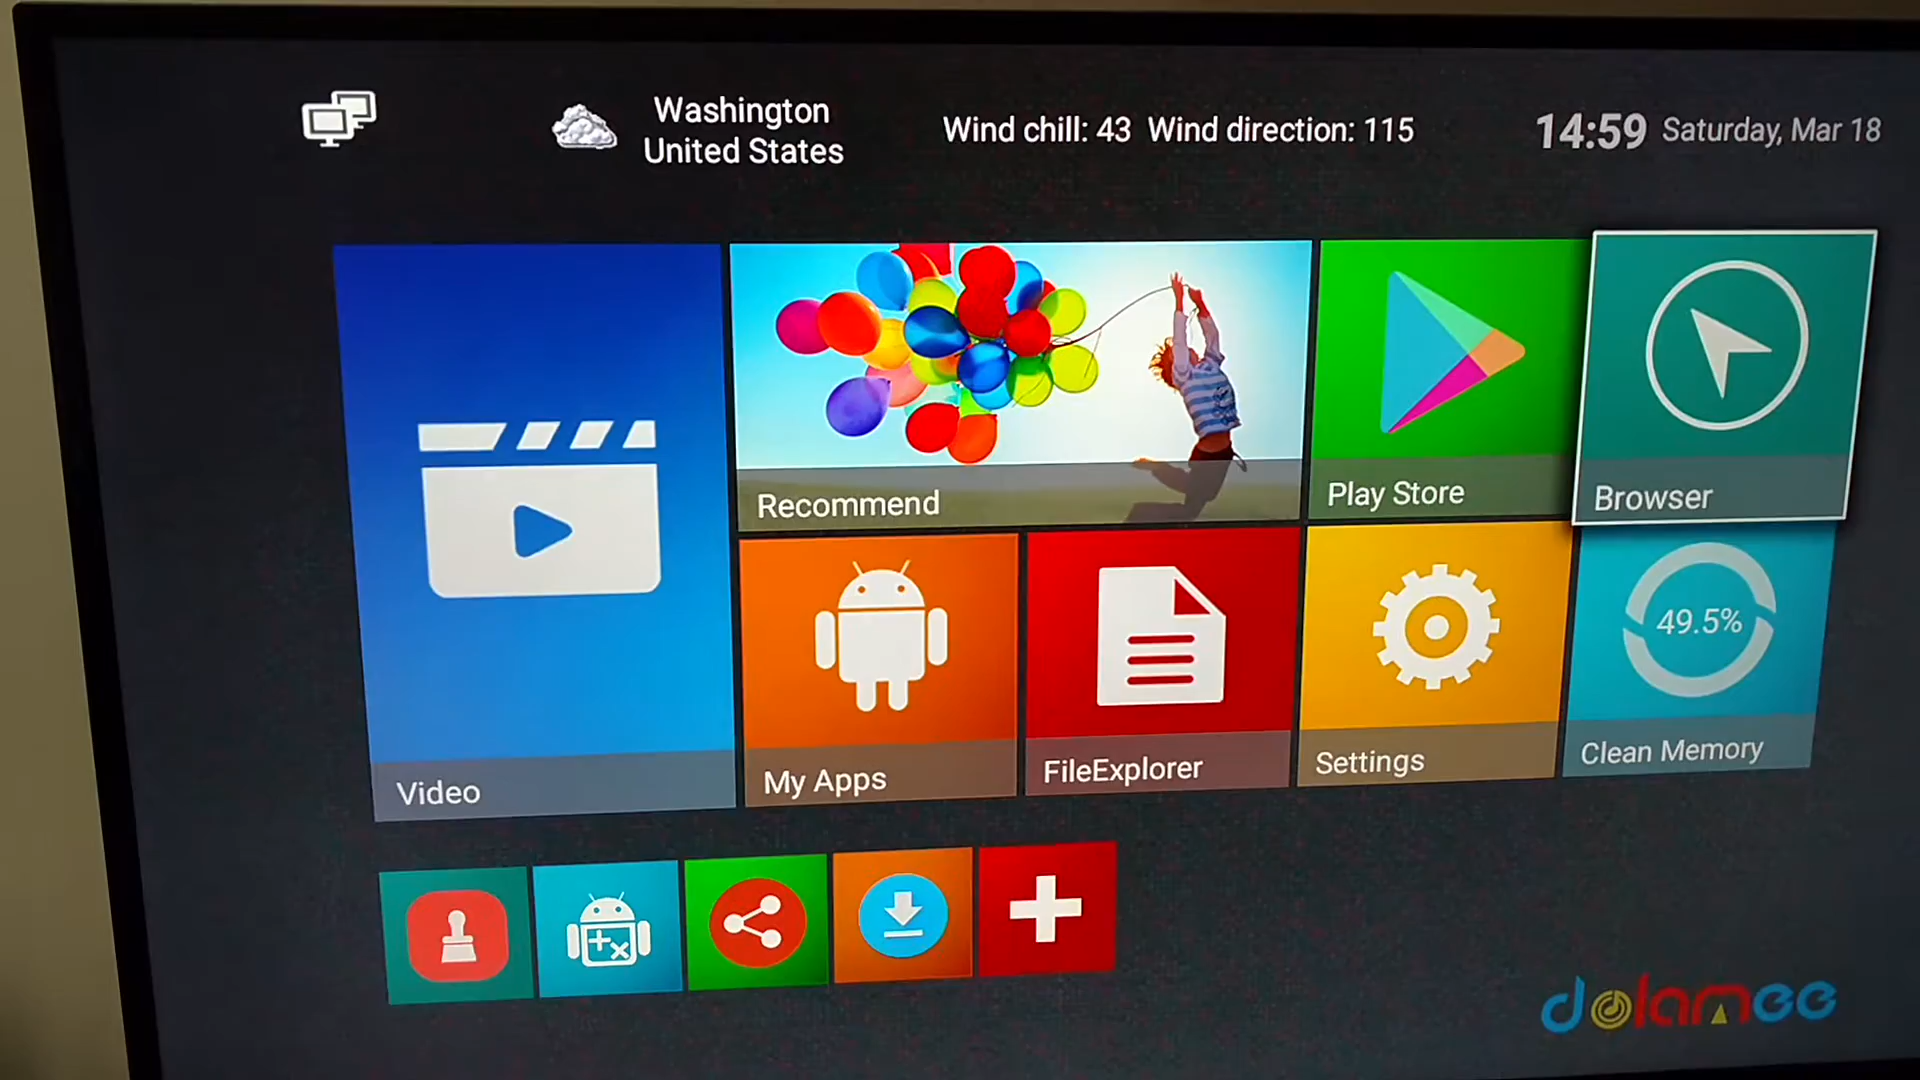 Washington
United States
Wind chill: 43 Wind direction: 115
14:59 Saturday, Mar 18
Recommend
Play Store
Browser
49.5%
Video
My Apps
FileExplorer
Settings
Clean Memory
dolamee